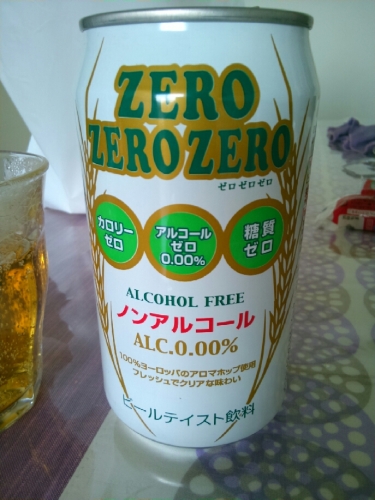 ZERO
ZERO ZERO
ゼロゼロゼロ
カロリー
ゼロ
アルコール
ゼロ
0.00%
糖質
ゼロ
ALCOHOL FREE
ノンアルコール
ALC.0.00%
100%ヨーロッパのアロマホップ使用
フレッシュでクリアな味わい
ビールテイスト飲料